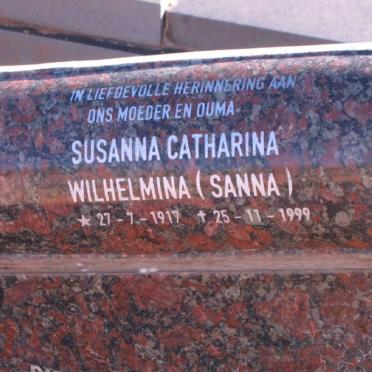 IN LIEFDEVOLLE HERINNERING AAN
ONS MOEDER EN OUMA
SUSANNA CATHARINA
WILHELMINA ( SANNA )
★ 27 - 7 - 1917 ✝ 25 - 11 - 1999